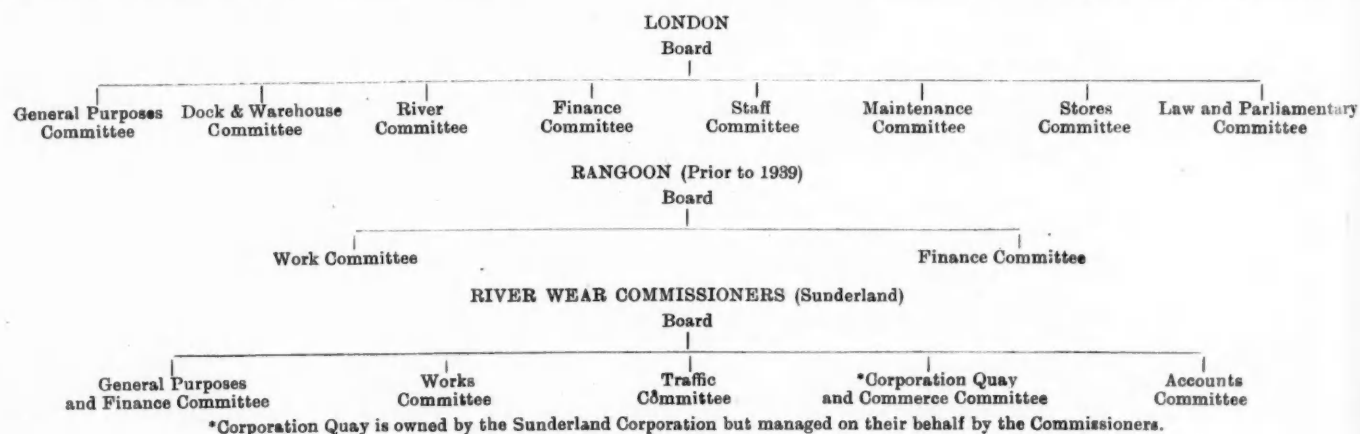 LONDON
Board
General Purposes Dock & Warehouse River Finance Staff Maintenance Stores Law and Parliamentary
Committee Committee Committee Committee Committee Committee Committee Committee
RANGOON (Prior to 1939)
Board
Work Committee Finance Committee
RIVER WEAR COMMISSIONERS (Sunderland)
Board
General Purposes Works Traffic *Corporation Quay Accounts
and Finance Committee Committee Committee and Commerce Committee Committee
*Corporation Quay is owned by the Sunderland Corporation but managed on their behalf by the Commissioners.